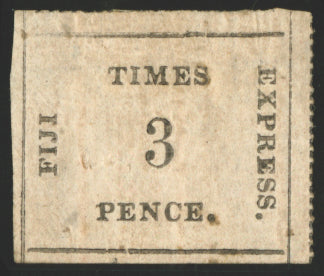 FIJI
TIMES
3
PENCE.
EXPRESS.